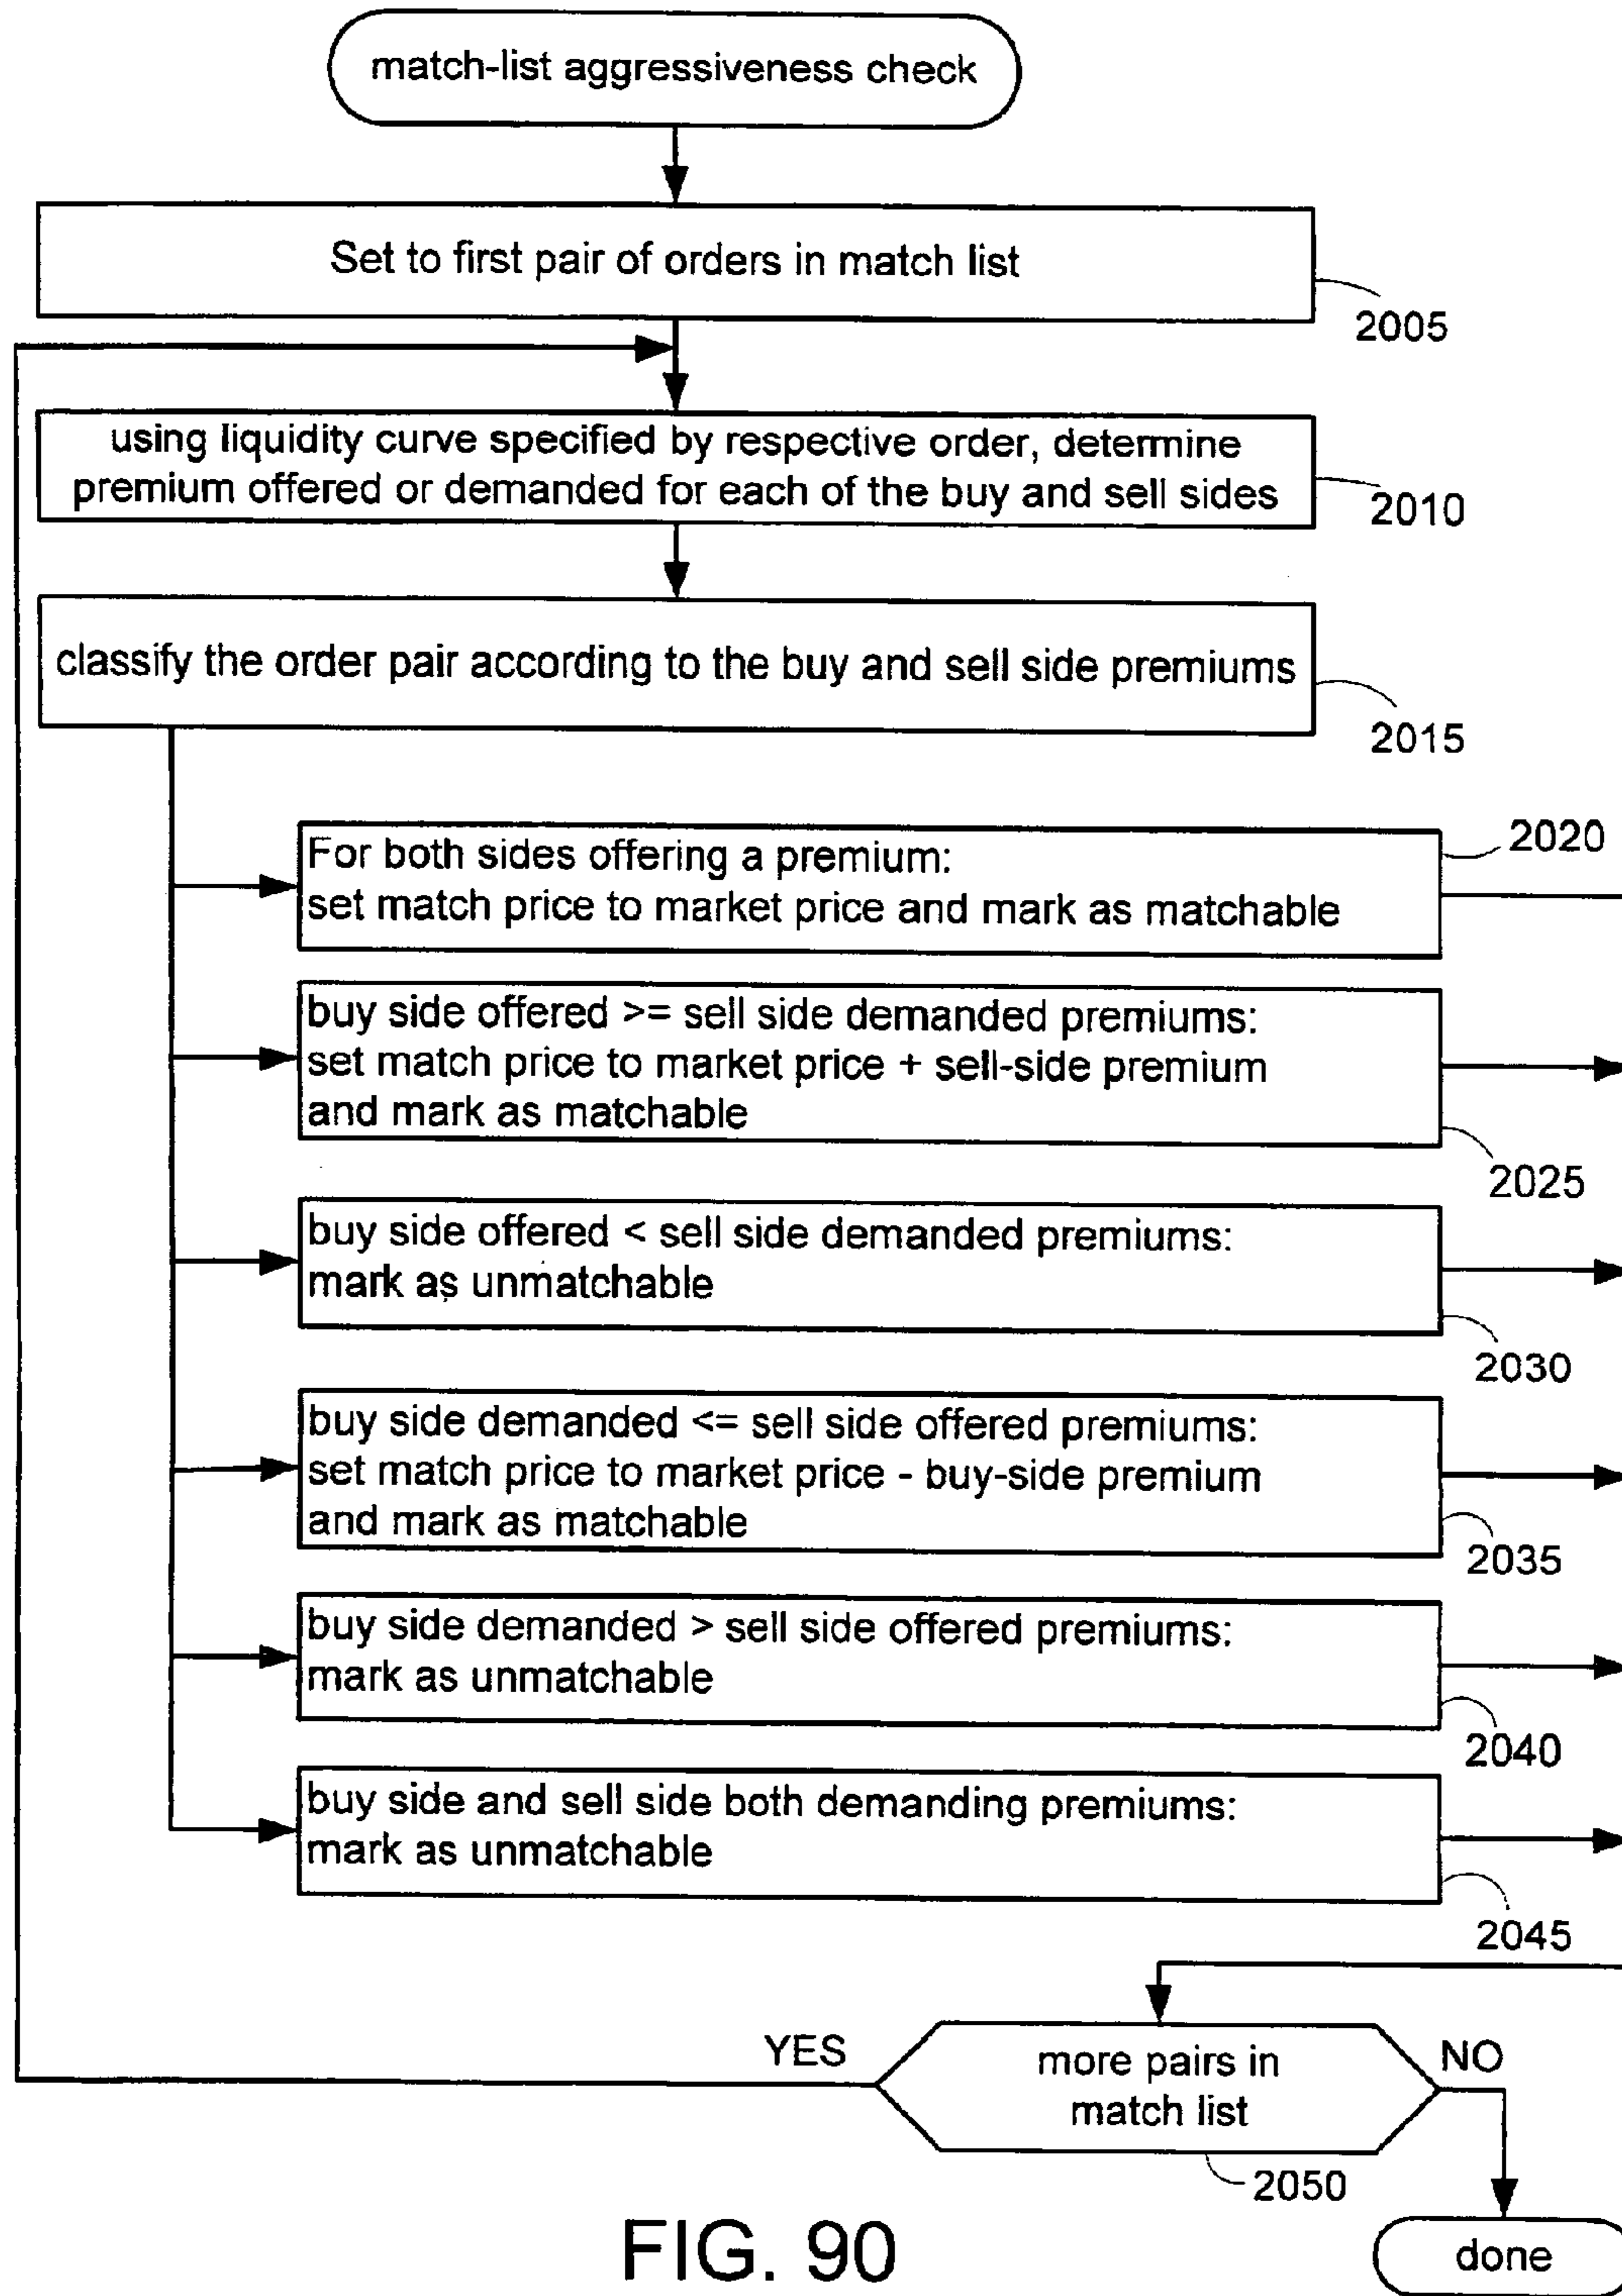 match-list aggressiveness check
Set to first pair of orders in match list
2005
using liquidity curve specified by respective order, determine
premium offered or demanded for each of the buy and sell sides
2010
classify the order pair according to the buy and sell side premiums
2015
For both sides offering a premium:
set match price to market price and mark as matchable
2020
buy side offered >= sell side demanded premiums:
set match price to market price + sell-side premium
and mark as matchable
2025
buy side offered < sell side demanded premiums:
mark as unmatchable
2030
buy side demanded <= sell side offered premiums:
set match price to market price - buy-side premium
and mark as matchable
2035
buy side demanded > sell side offered premiums:
mark as unmatchable
2040
buy side and sell side both demanding premiums:
mark as unmatchable
2045
YES
more pairs in
match list
NO
2050
done
FIG. 90